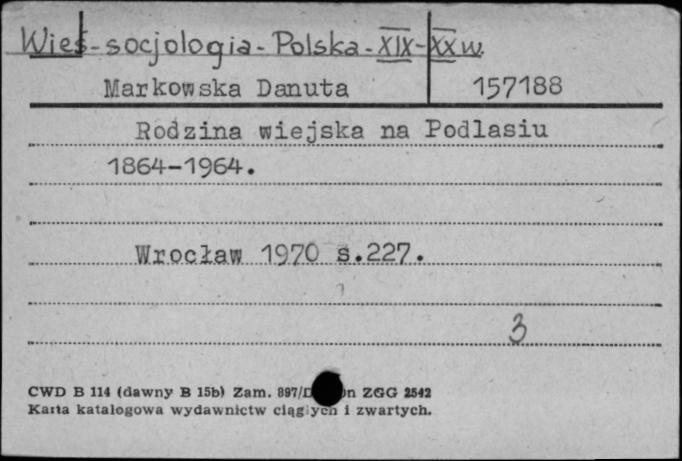 Wieś-socjologia-Polska-XIX-XXw.
Markowska Danuta 157188
Rodzina wiejska na Podlasiu
1864-1964.
Wrocław 1970 s.227.
3
CWD B 114 (dawny B 15b) Zam. 897/D n ZGG 2542
Karta katalogowa wydawnictw ciągłych i zwartych.